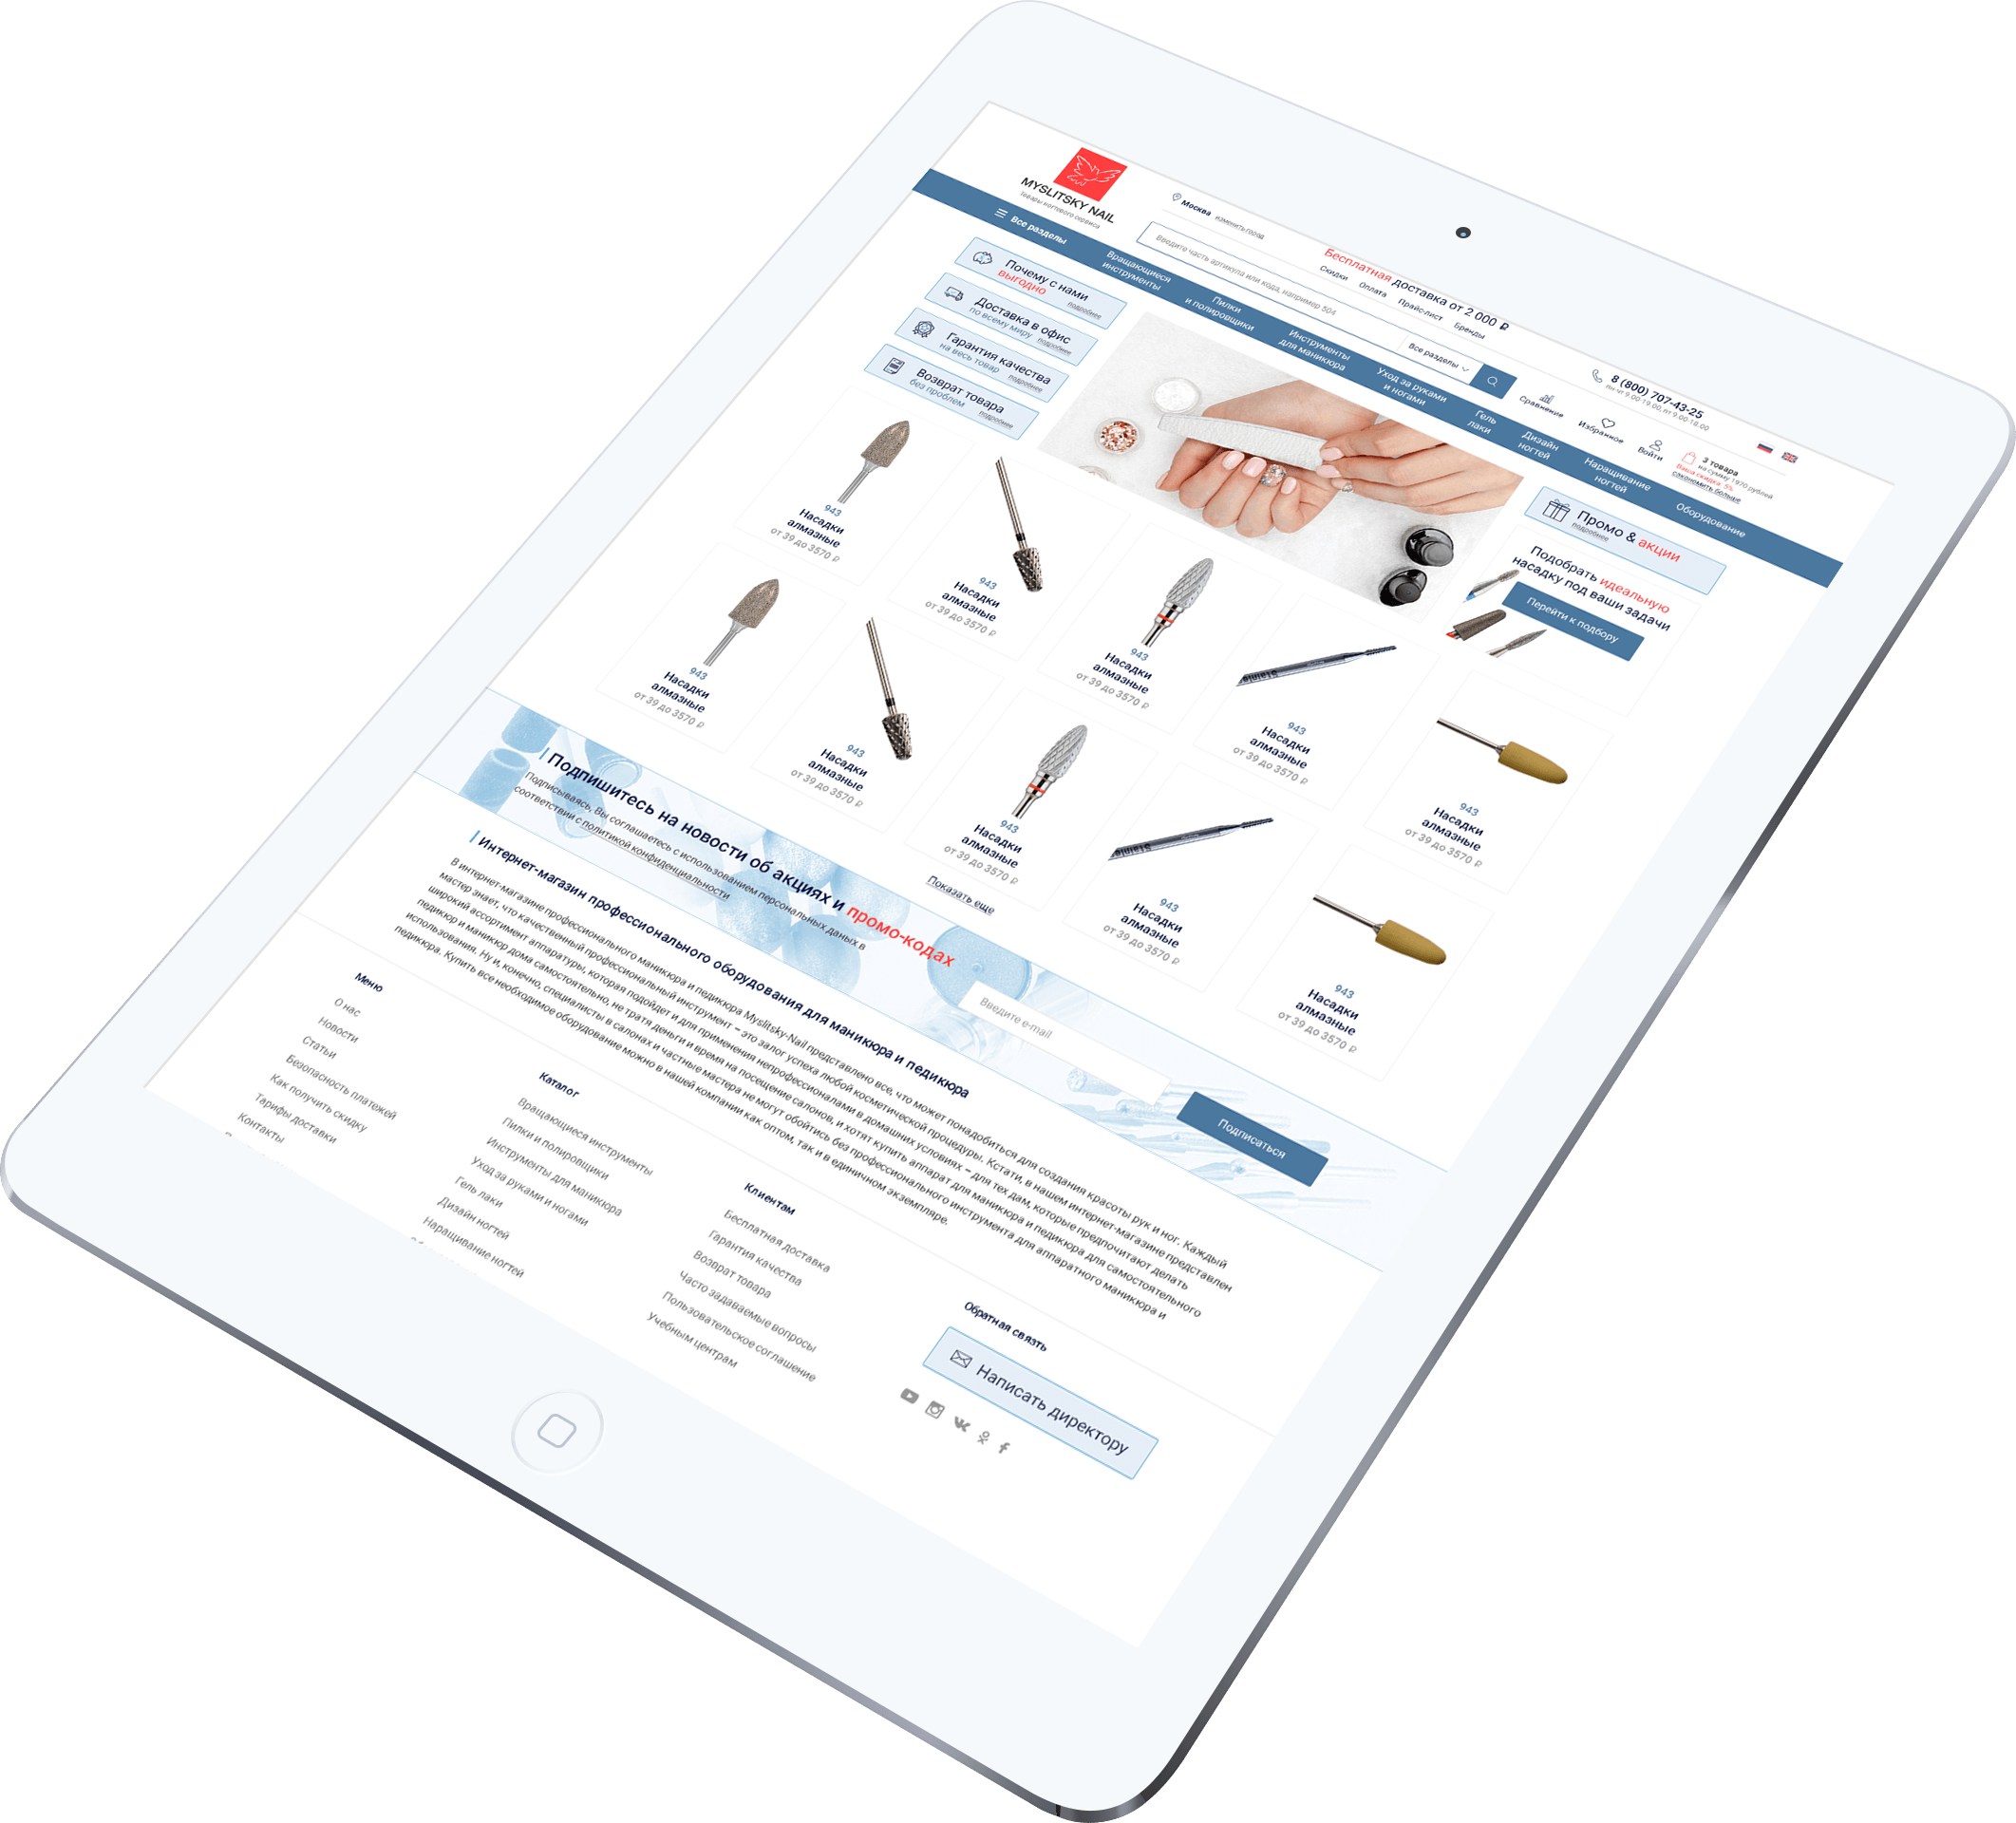 MYSLITSKY NAIL
Товары ногтевого сервиса
Москва изменить город
Бесплатная доставка от 2 000 ₽
Скидки Оплата Прайс-лист Бренды
8 (800) 707-43-25
пн-чт 9.00-19.00, пт 9.00-18.00
Введите часть артикула или кода, например 504
Все разделы
Сравнение
Избранное
Войти
3 товара
на сумму 1970 рублей
Ваша скидка 5%
сэкономить больше
Все разделы
Вращающиеся
инструменты
Пилки
и полировщики
Инструменты
для маникюра
Уход за руками
и ногами
Гель
лаки
Дизайн
ногтей
Наращивание
ногтей
Оборудование
Почему с нами
выгодно
подробнее
Доставка в офис
по всему миру
подробнее
Гарантия качества
на весь товар
подробнее
Возврат товара
без проблем
подробнее
Промо & акции
подробнее
Подобрать идеальную
насадку под ваши задачи
Перейти к подбору
943
Насадки
алмазные
от 39 до 3570 ₽
943
Насадки
алмазные
от 39 до 3570 ₽
943
Насадки
алмазные
от 39 до 3570 ₽
Stainle
943
Насадки
алмазные
от 39 до 3570 ₽
943
Насадки
алмазные
от 39 до 3570 ₽
943
Насадки
алмазные
от 39 до 3570 ₽
943
Насадки
алмазные
от 39 до 3570 ₽
943
Насадки
алмазные
от 39 до 3570 ₽
Stainle
943
Насадки
алмазные
от 39 до 3570 ₽
943
Насадки
алмазные
от 39 до 3570 ₽
Показать еще
Подпишитесь на новости об акциях и промо-кодах
Подписываясь, Вы соглашаетесь с использованием персональных даных в
соответствии с политикой конфиденциальности
Введите e-mail
Подписаться
Интернет-магазин профессионального оборудования для маникюра и педикюра
В интернет-магазине профессионального маникюра и педикюра Myslitsky-Nail представлено все, что может понадобиться для создания красоты рук и ног. Каждый
мастер знает, что качественный профессиональный инструмент – это залог успеха любой косметической процедуры. Кстати, в нашем интернет-магазине представлен
широкий ассортимент аппаратуры, которая подойдет и для применения непрофессионалами в домашних условиях – для тех дам, которые предпочитают делать
педикюр и маникюр дома самостоятельно, не тратя деньги и время на посещение салонов, и хотят купить аппарат для маникюра и педикюра для самостоятельного
использования. Ну и, конечно, специалисты в салонах и частные мастера не могут обойтись без профессионального инструмента для аппаратного маникюра и
педикюра. Купить все необходимое оборудование можно в нашей компании как оптом, так и в единичном экземпляре.
Меню
О нас
Новости
Статьи
Безопасность платежей
Как получить скидку
Тарифы доставки
Контакты
Каталог
Вращающиеся инструменты
Пилки и полировщики
Инструменты для маникюра
Уход за руками и ногами
Гель лаки
Дизайн ногтей
Наращивание ногтей
Клиентам
Бесплатная доставка
Гарантия качества
Возврат товара
Часто задаваемые вопросы
Пользовательское соглашение
Учебным центрам
Обратная связть
Написать директору